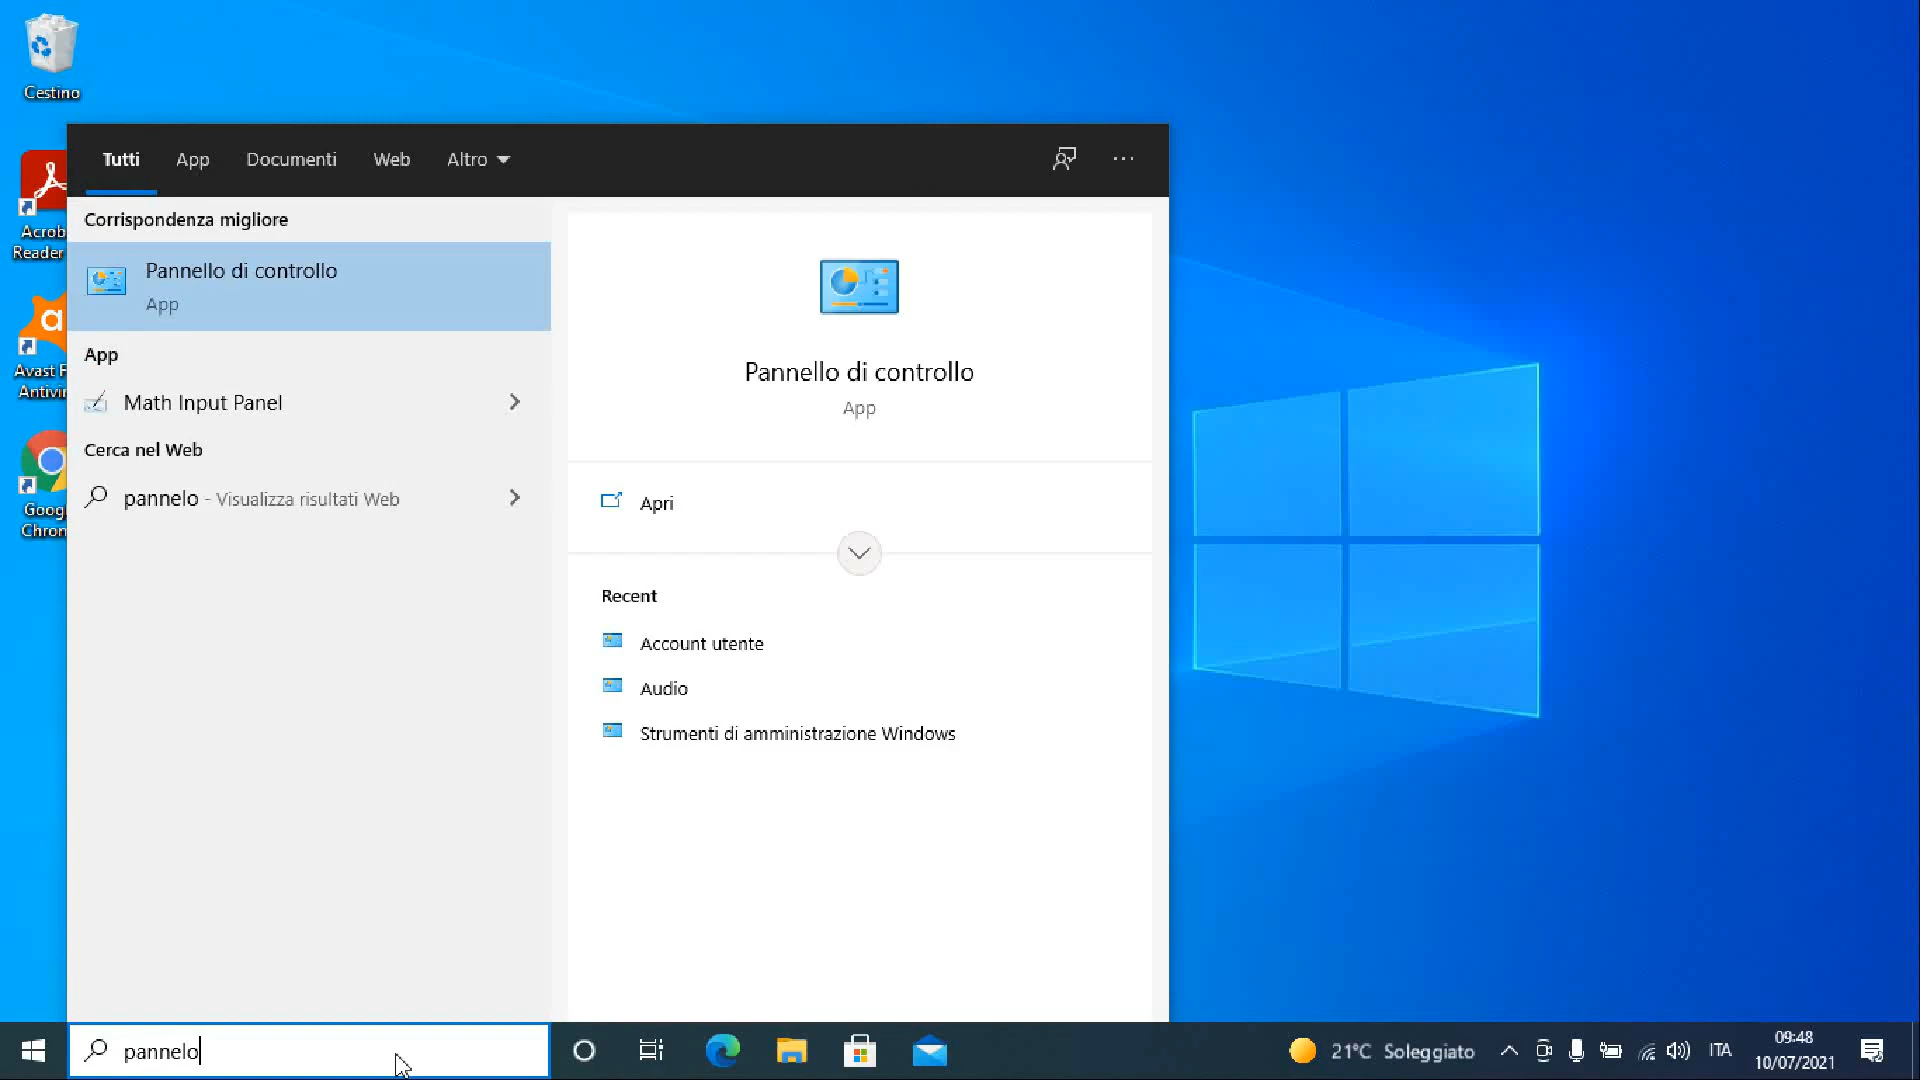 Cestino
Acrob
Reader
Avast F
Antivir
Goog
Chrom
Tutti App Documenti Web Altro
Corrispondenza migliore
Pannello di controllo
App
App
Math Input Panel
Cerca nel Web
pannelo - Visualizza risultati Web
Pannello di controllo
App
Apri
Recent
Account utente
Audio
Strumenti di amministrazione Windows
pannelo
21°C Soleggiato
ITA
09:48
10/07/2021